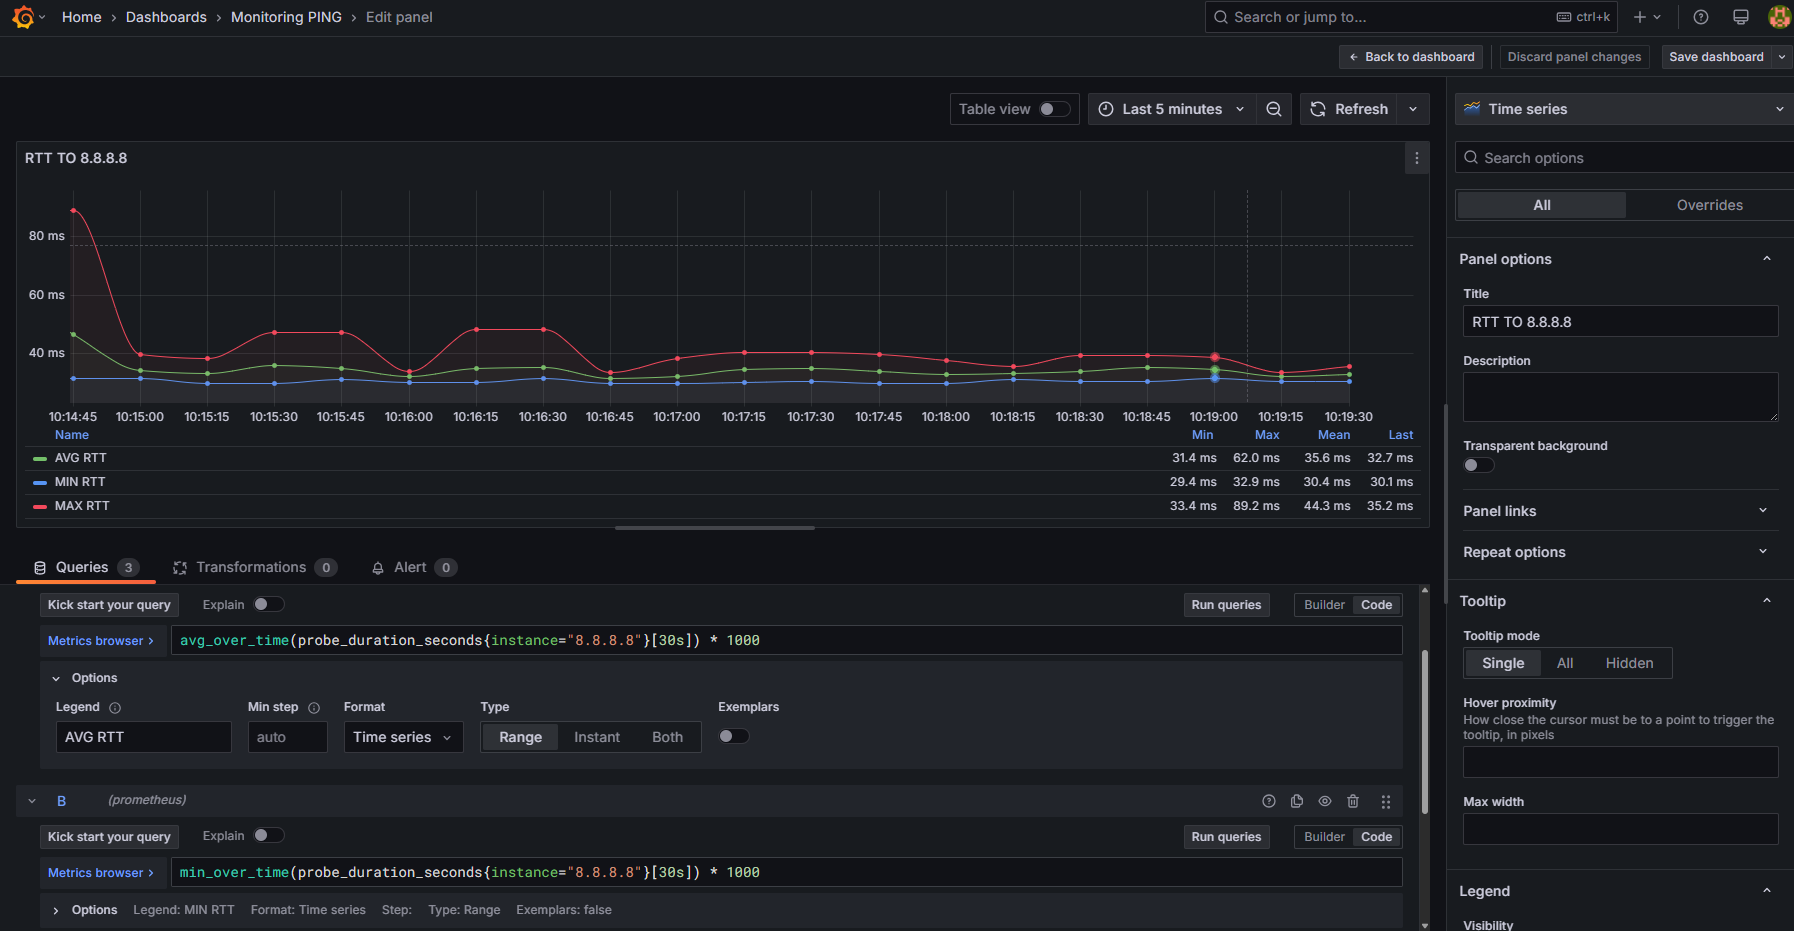 Home › Dashboards › Monitoring PING › Edit panel
Search or jump to... ctrl+k
Back to dashboard Discard panel changes Save dashboard
Table view Last 5 minutes Refresh
Time series
RTT TO 8.8.8.8
Search options
All Overrides
80 ms
60 ms
40 ms
10:14:45 10:15:00 10:15:15 10:15:30 10:15:45 10:16:00 10:16:15 10:16:30 10:16:45 10:17:00 10:17:15 10:17:30 10:17:45 10:18:00 10:18:15 10:18:30 10:18:45 10:19:00 10:19:15 10:19:30
Name Min Max Mean Last
AVG RTT 31.4 ms 62.0 ms 35.6 ms 32.7 ms
MIN RTT 29.4 ms 32.9 ms 30.4 ms 30.1 ms
MAX RTT 33.4 ms 89.2 ms 44.3 ms 35.2 ms
Queries 3 Transformations 0 Alert 0
Kick start your query Explain Run queries Builder Code
Metrics browser > avg_over_time(probe_duration_seconds{instance="8.8.8.8"}[30s]) * 1000
Options
Legend Min step Format Type Exemplars
AVG RTT auto Time series Range Instant Both
B (prometheus)
Kick start your query Explain Run queries Builder Code
Metrics browser > min_over_time(probe_duration_seconds{instance="8.8.8.8"}[30s]) * 1000
Options Legend: MIN RTT Format: Time series Step: Type: Range Exemplars: false
Panel options
Title
RTT TO 8.8.8.8
Description
Transparent background
Panel links
Repeat options
Tooltip
Tooltip mode
Single All Hidden
Hover proximity
How close the cursor must be to a point to trigger the
tooltip, in pixels
Max width
Legend
Visibility